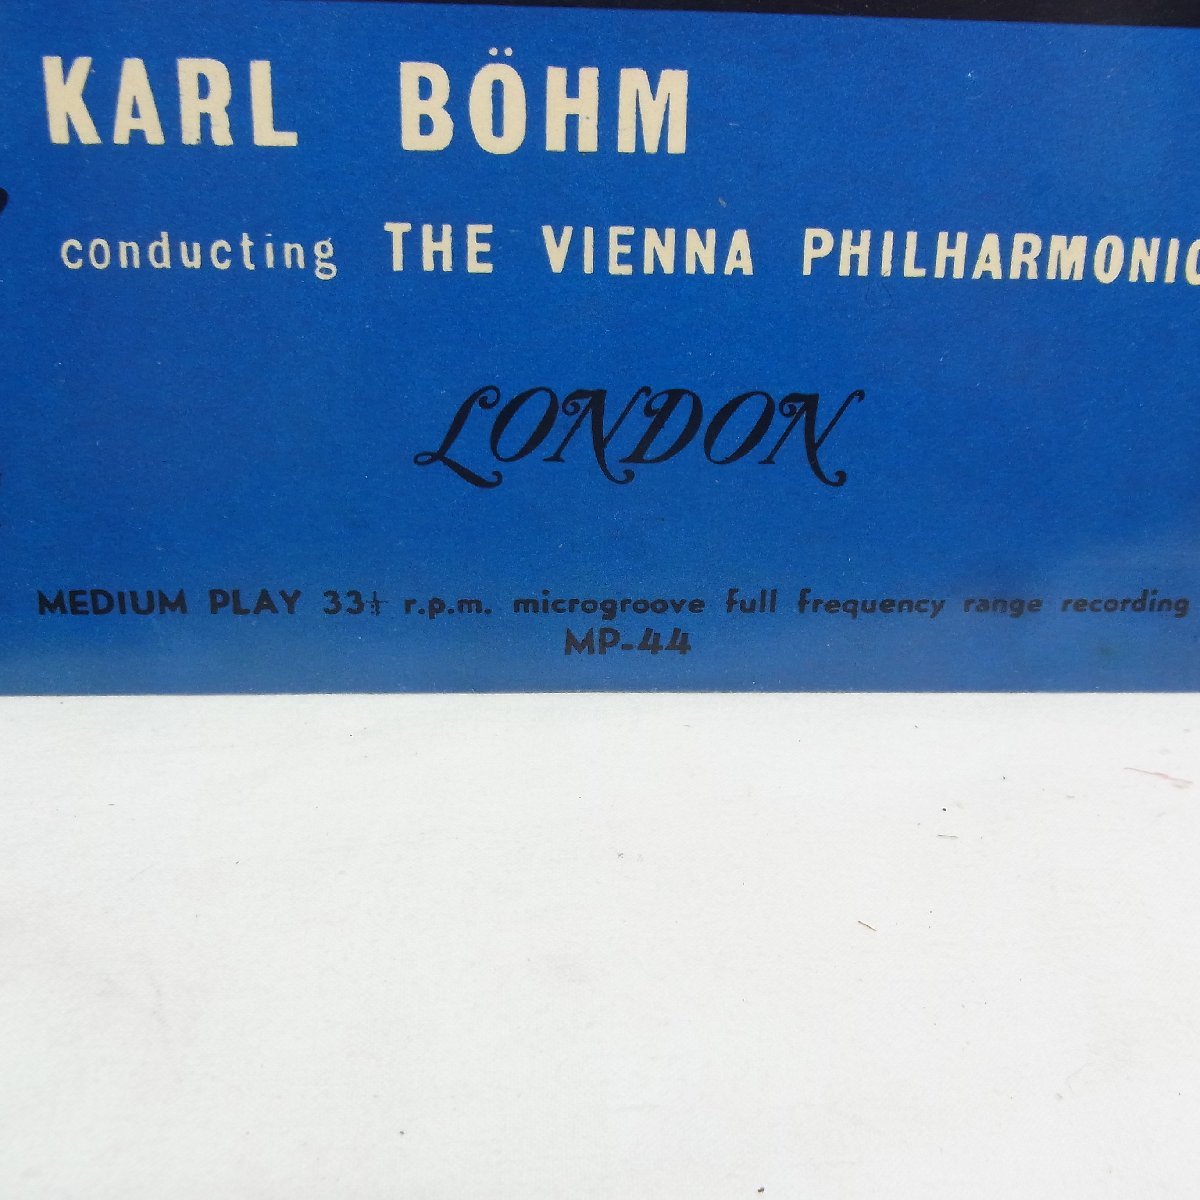 KARL BÖHM
conducting THE VIENNA PHILHARMONIC
LONDON
MEDIUM PLAY 33⅓ r.p.m. microgroove full frequency range recording
MP-44